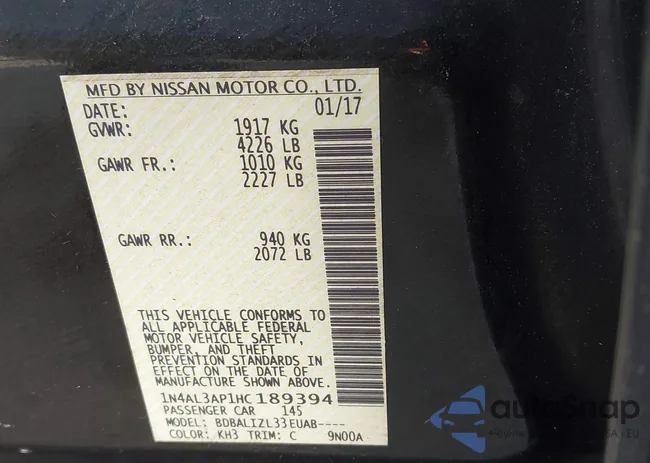 MFD BY NISSAN MOTOR CO., LTD.
DATE: 01/17
GVWR: 1917 KG
4226 LB
GAWR FR.: 1010 KG
2227 LB
GAWR RR.: 940 KG
2072 LB
THIS VEHICLE CONFORMS TO
ALL APPLICABLE FEDERAL
MOTOR VEHICLE SAFETY,
BUMPER, AND THEFT
PREVENTION STANDARDS IN
EFFECT ON THE DATE OF
MANUFACTURE SHOWN ABOVE.
1N4AL3AP1HC189394
PASSENGER CAR 145
MODEL: BDBALIZL33EUAB----
COLOR: KH3 TRIM: C 9N00A
autoSnap